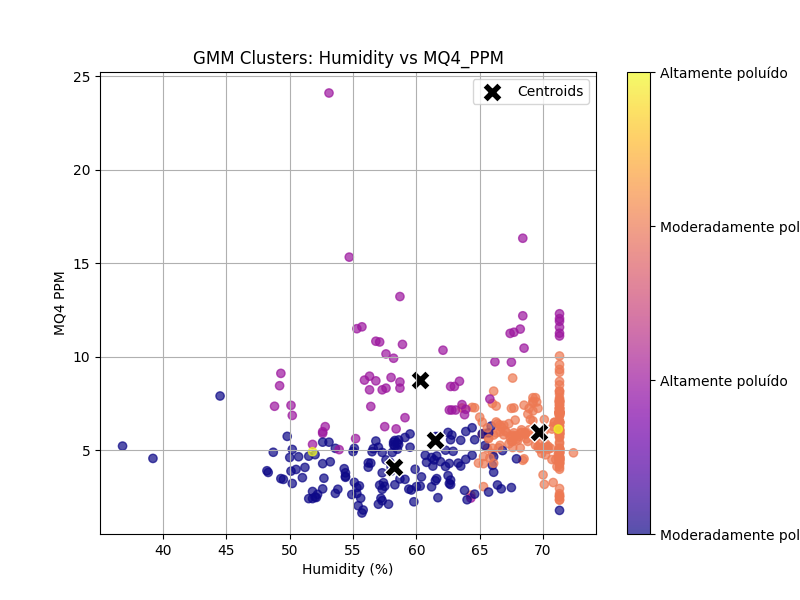 GMM Clusters: Humidity vs MQ4_PPM
25
20
15
10
5
MQ4 PPM
40
45
50
55
60
65
70
Humidity (%)
Centroids
Altamente poluído
Moderadamente pol
Altamente poluído
Moderadamente pol